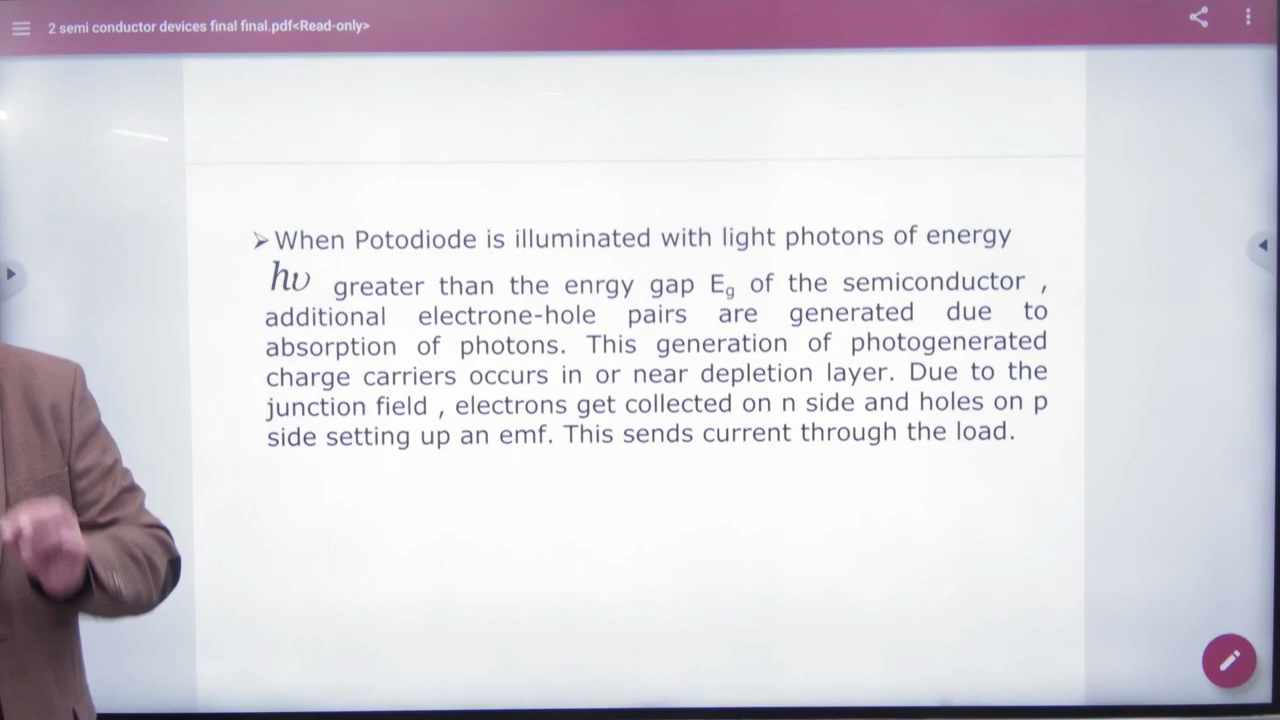 2 semi conductor devices final final.pdf<Read-only>
➢ When Potodiode is illuminated with light photons of energy
hυ greater than the enrgy gap Eg of the semiconductor ,
additional electrone-hole pairs are generated due to
absorption of photons. This generation of photogenerated
charge carriers occurs in or near depletion layer. Due to the
junction field , electrons get collected on n side and holes on p
side setting up an emf. This sends current through the load.